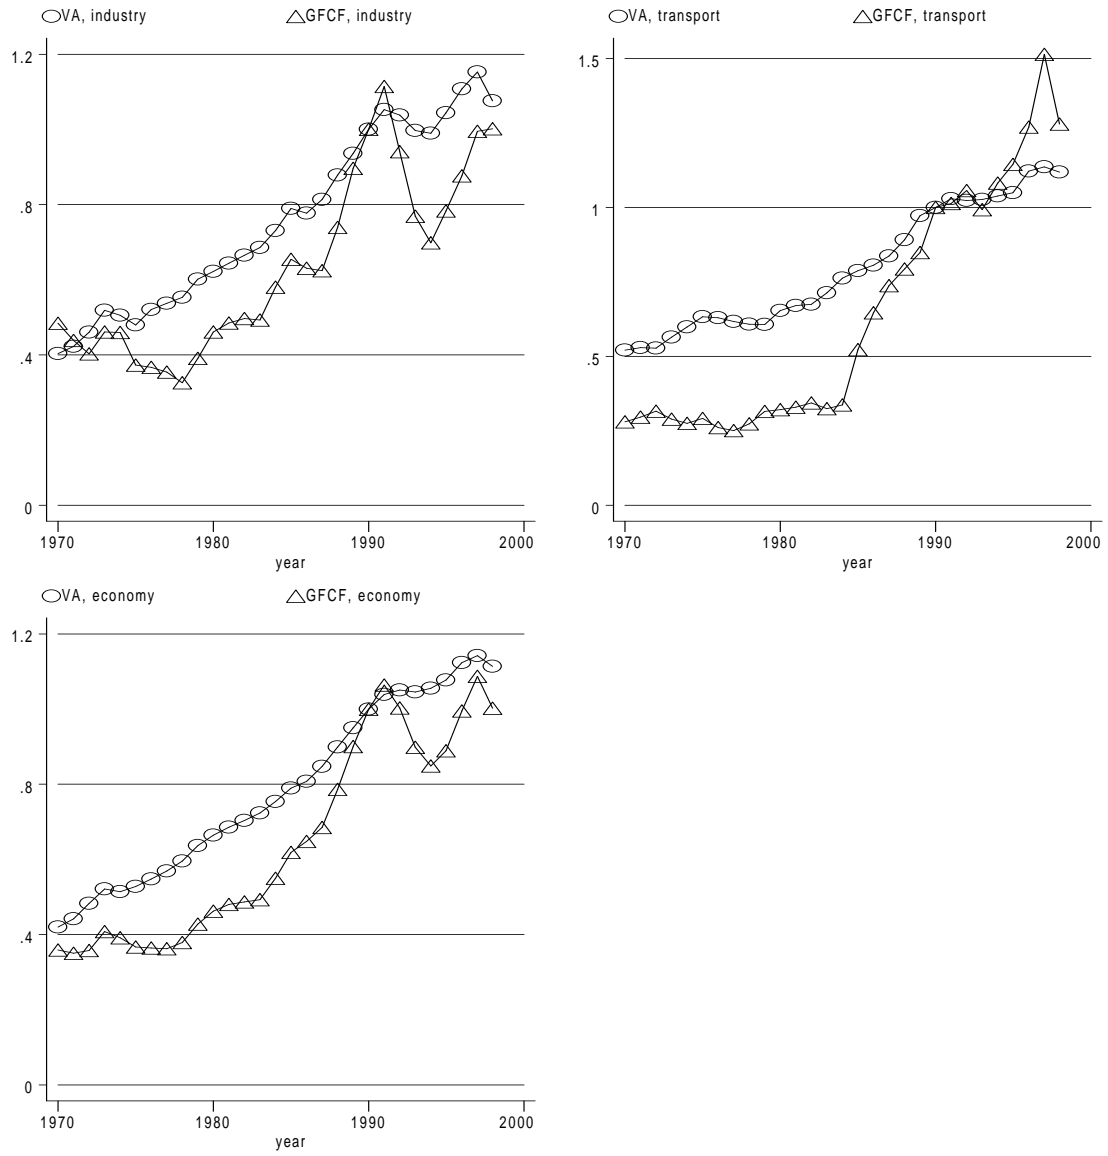 VA, industry GFCF, industry
1.2
.8
.4
0
1970 1980 1990 2000
year
VA, transport GFCF, transport
1.5
1
.5
0
1970 1980 1990 2000
year
VA, economy GFCF, economy
1.2
.8
.4
0
1970 1980 1990 2000
year